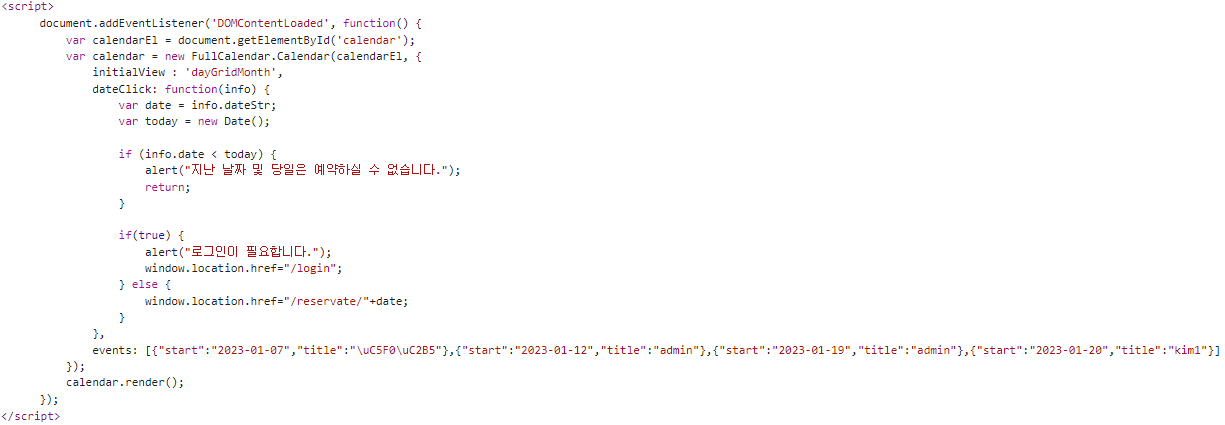 <script>
document.addEventListener('DOMContentLoaded', function() {
var calendarEl = document.getElementById('calendar');
var calendar = new FullCalendar.Calendar(calendarEl, {
initialView : 'dayGridMonth',
dateClick: function(info) {
var date = info.dateStr;
var today = new Date();
if (info.date < today) {
alert("지난 날짜 및 당일은 예약하실 수 없습니다.");
return;
}
if(true) {
alert("로그인이 필요합니다.");
window.location.href="/login";
} else {
window.location.href="/reservate/"+date;
}
},
events: [{"start":"2023-01-07","title":"\uC5F0\uC2B5"},{"start":"2023-01-12","title":"admin"},{"start":"2023-01-19","title":"admin"},{"start":"2023-01-20","title":"kim1"}]
});
calendar.render();
});
</script>